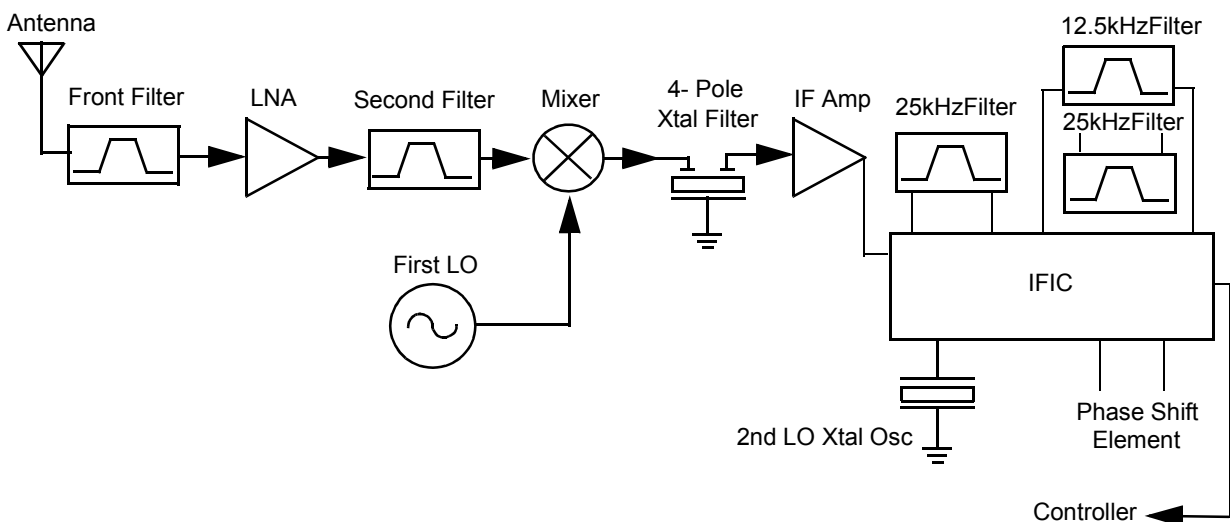 Antenna
Front Filter
LNA
Second Filter
Mixer
4- Pole
Xtal Filter
IF Amp
25kHzFilter
12.5kHzFilter
25kHzFilter
First LO
IFIC
2nd LO Xtal Osc
Phase Shift
Element
Controller